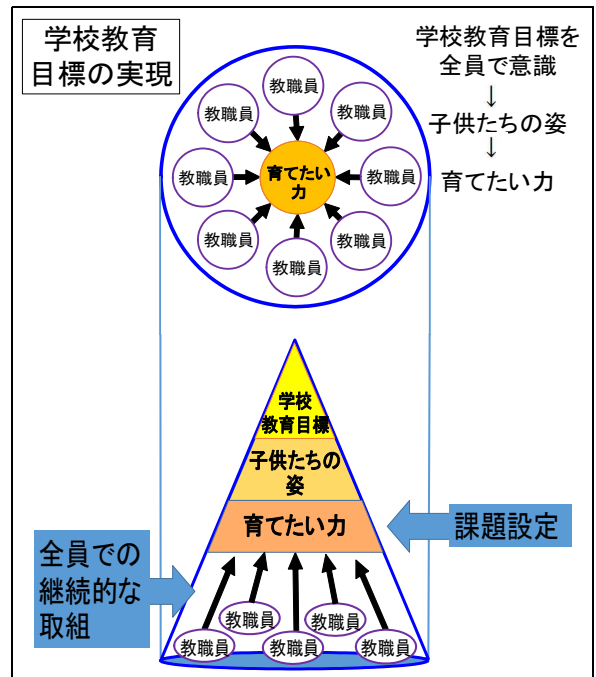 学校教育
目標の実現
学校教育目標を
全員で意識
↓
子供たちの姿
↓
育てたい力
教職員
教職員
教職員
教職員
育てたい
力
教職員
教職員
教職員
教職員
学校
教育目標
子供たちの
姿
育てたい力
課題設定
全員での
継続的な
取組
教職員
教職員
教職員
教職員
教職員